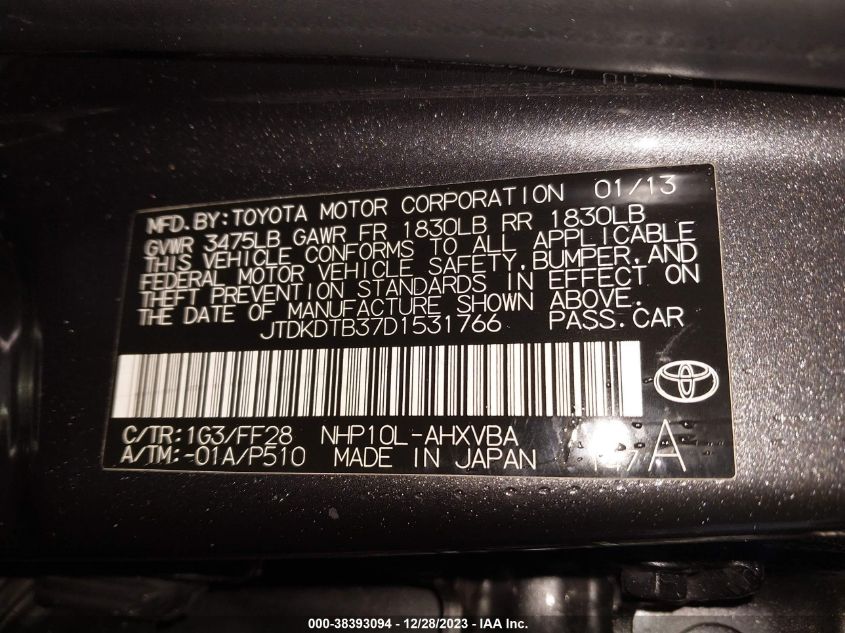 MFD.BY:TOYOTA MOTOR CORPORATION 01/13
GVWR 3475LB GAWR FR 1830LB RR 1830LB
THIS VEHICLE CONFORMS TO ALL APPLICABLE
FEDERAL MOTOR VEHICLE SAFETY, BUMPER, AND
THEFT PREVENTION STANDARDS IN EFFECT ON
THE DATE OF MANUFACTURE SHOWN ABOVE.
JTDKDTB37D1531766 PASS.CAR
C/TR:1G3/FF28 NHP10L-AHXVBA
A/TM:-01A/P510 MADE IN JAPAN A
000-38393094 - 12/28/2023 - IAA Inc.